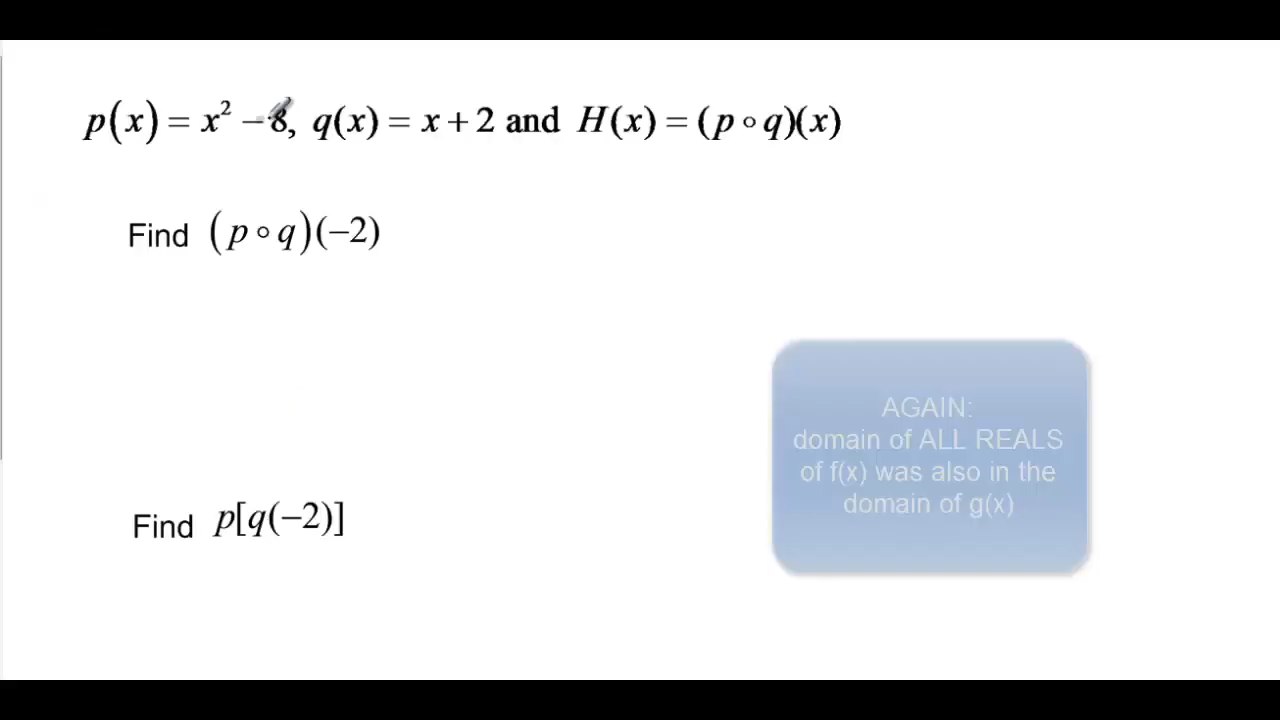 p(x) = x² − 8, q(x) = x + 2 and H(x) = (p ∘ q)(x)
Find (p ∘ q)(−2)
AGAIN:
domain of ALL REALS
of f(x) was also in the
domain of g(x)
Find p[q(−2)]